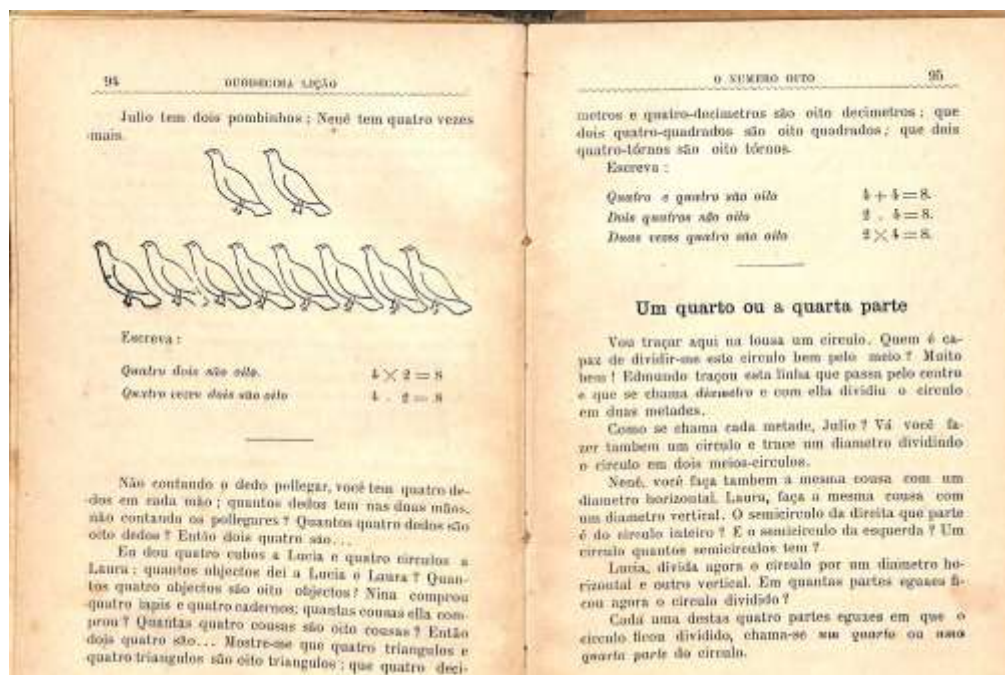 94
DUODECIMA LIÇÃO
Julio tem dois pombinhos ; Nenê tem quatro vezes
mais.
Escreva :
Quatro dois são oito. 4 × 2 = 8
Quatro vezes dois são oito 4 . 2 = 8
Não contando o dedo pollegar, você tem quatro de-
dos em cada mão ; quantos dedos tem nas duas mãos,
não contando os pollegares ? Quantos quatro dedos são
oito dedos ? Então dois quatro são...
Eu dou quatro cubos a Lucia e quatro circulos a
Laura : quantos objectos dei a Lucia e Laura ? Quan-
tos quatro objectos são oito objectos ? Nina comprou
quatro lapis e quatro cadernos; quantas cousas ella com-
prou ? Quantas quatro cousas são oito cousas ? Então
dois quatro são... Mostre-me que quatro triangulos e
quatro triangulos são oito triangulos ; que quatro deci-
O NUMERO OITO
95
metros e quatro-decimetros são oito decimetros ; que
dois quatro-quadrados são oito quadrados ; que dois
quatro-tórnos são oito tórnos.
Escreva :
Quatro e quatro são oito 4 + 4 = 8.
Dois quatros são oito 2 . 4 = 8.
Duas vezes quatro são oito 2 × 4 = 8.
Um quarto ou a quarta parte
Vou traçar aqui na lousa um circulo. Quem é ca-
paz de dividir-me este circulo bem pelo meio ? Muito
bem ! Edmundo traçou esta linha que passa pelo centro
e que se chama diametro e com ella dividiu o circulo
em duas metades.
Como se chama cada metade, Julio ? Vá você fa-
zer tambem um circulo e trace um diametro dividindo
o circulo em dois meios-circulos.
Nenê, você faça tambem a mesma cousa com um
diametro horizontal. Laura, faça a mesma cousa com
um diametro vertical. O semicirculo da direita que parte
é do circulo inteiro ? E o semicirculo da esquerda ? Um
circulo quantos semicirculos tem ?
Lucia, divida agora o circulo por um diametro ho-
rizontal e outro vertical. Em quantas partes eguaes fi-
cou agora o circulo dividido ?
Cada uma destas quatro partes eguaes em que o
circulo ficou dividido, chama-se um quarto ou uma
quarta parte do circulo.